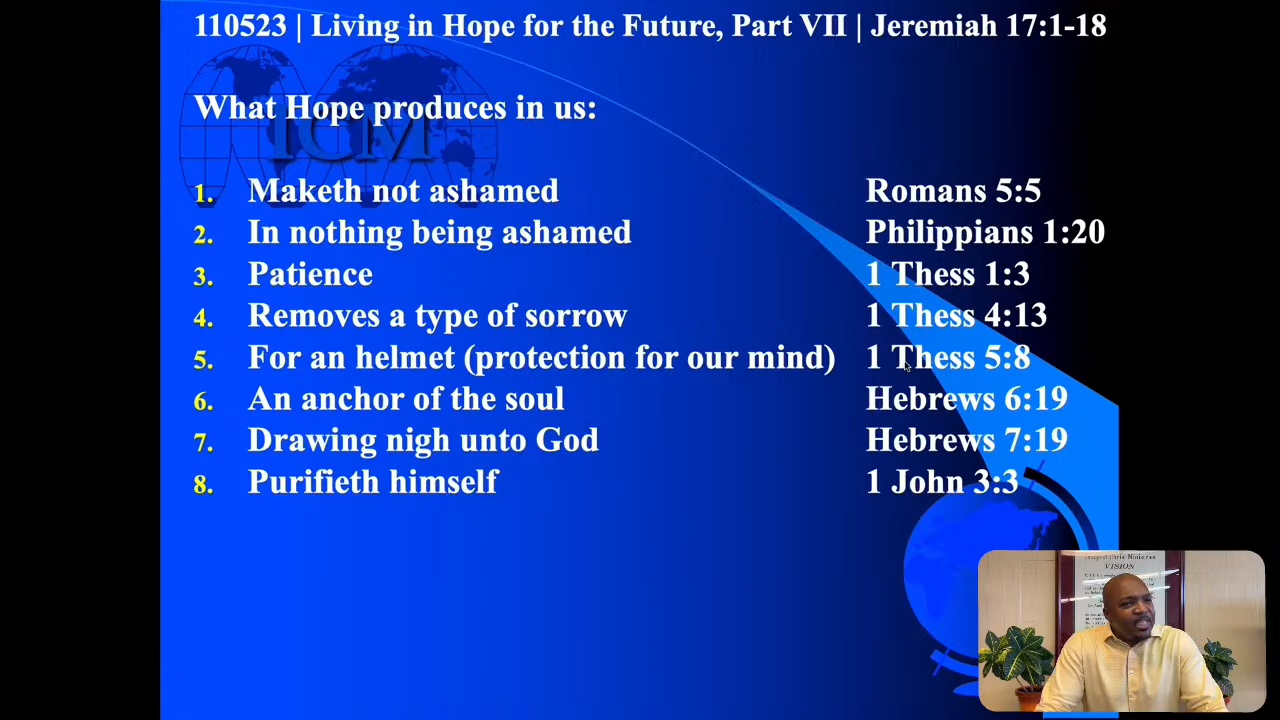 110523 | Living in Hope for the Future, Part VII | Jeremiah 17:1-18
ICM
What Hope produces in us:
1. Maketh not ashamed Romans 5:5
2. In nothing being ashamed Philippians 1:20
3. Patience 1 Thess 1:3
4. Removes a type of sorrow 1 Thess 4:13
5. For an helmet (protection for our mind) 1 Thess 5:8
6. An anchor of the soul Hebrews 6:19
7. Drawing nigh unto God Hebrews 7:19
8. Purifieth himself 1 John 3:3
Ministries
VISION